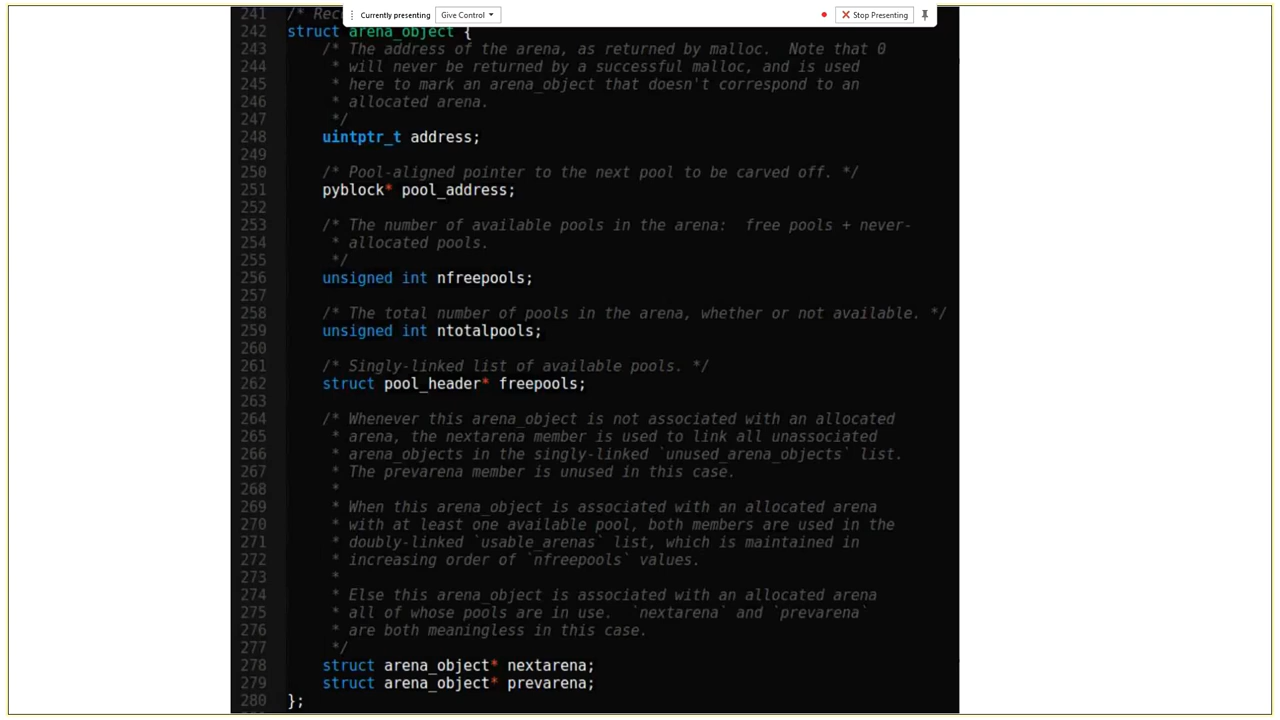 Currently presenting Give Control Stop Presenting
241 /* Rec
242 struct arena_object {
243 /* The address of the arena, as returned by malloc. Note that 0
244 * will never be returned by a successful malloc, and is used
245 * here to mark an arena_object that doesn't correspond to an
246 * allocated arena.
247 */
248 uintptr_t address;
249
250 /* Pool-aligned pointer to the next pool to be carved off. */
251 pyblock* pool_address;
252
253 /* The number of available pools in the arena: free pools + never-
254 * allocated pools.
255 */
256 unsigned int nfreepools;
257
258 /* The total number of pools in the arena, whether or not available. */
259 unsigned int ntotalpools;
260
261 /* Singly-linked list of available pools. */
262 struct pool_header* freepools;
263
264 /* Whenever this arena_object is not associated with an allocated
265 * arena, the nextarena member is used to link all unassociated
266 * arena_objects in the singly-linked `unused_arena_objects` list.
267 * The prevarena member is unused in this case.
268 *
269 * When this arena_object is associated with an allocated arena
270 * with at least one available pool, both members are used in the
271 * doubly-linked `usable_arenas` list, which is maintained in
272 * increasing order of `nfreepools` values.
273 *
274 * Else this arena_object is associated with an allocated arena
275 * all of whose pools are in use. `nextarena` and `prevarena`
276 * are both meaningless in this case.
277 */
278 struct arena_object* nextarena;
279 struct arena_object* prevarena;
280 };